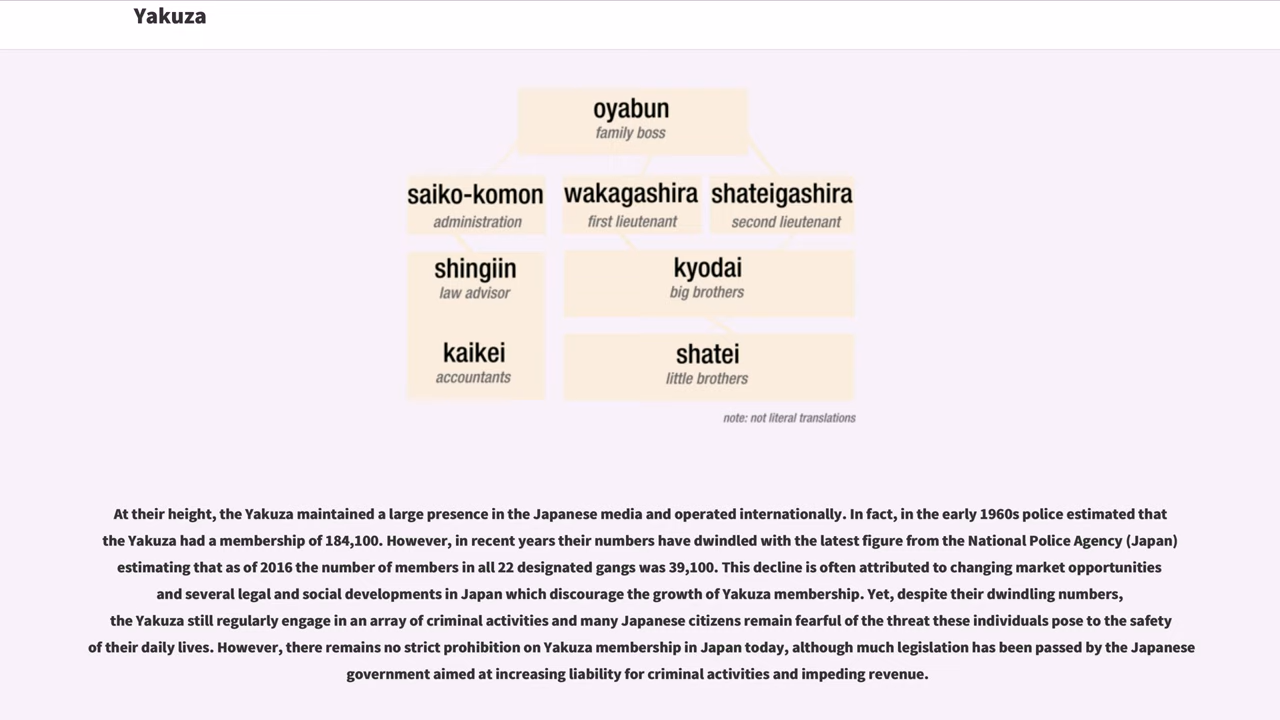 Yakuza
oyabun
family boss
saiko-komon wakagashira shateigashira
administration first lieutenant second lieutenant
shingiin kyodai
law advisor big brothers
kaikei shatei
accountants little brothers
note: not literal translations
At their height, the Yakuza maintained a large presence in the Japanese media and operated internationally. In fact, in the early 1960s police estimated that
the Yakuza had a membership of 184,100. However, in recent years their numbers have dwindled with the latest figure from the National Police Agency (Japan)
estimating that as of 2016 the number of members in all 22 designated gangs was 39,100. This decline is often attributed to changing market opportunities
and several legal and social developments in Japan which discourage the growth of Yakuza membership. Yet, despite their dwindling numbers,
the Yakuza still regularly engage in an array of criminal activities and many Japanese citizens remain fearful of the threat these individuals pose to the safety
of their daily lives. However, there remains no strict prohibition on Yakuza membership in Japan today, although much legislation has been passed by the Japanese
government aimed at increasing liability for criminal activities and impeding revenue.